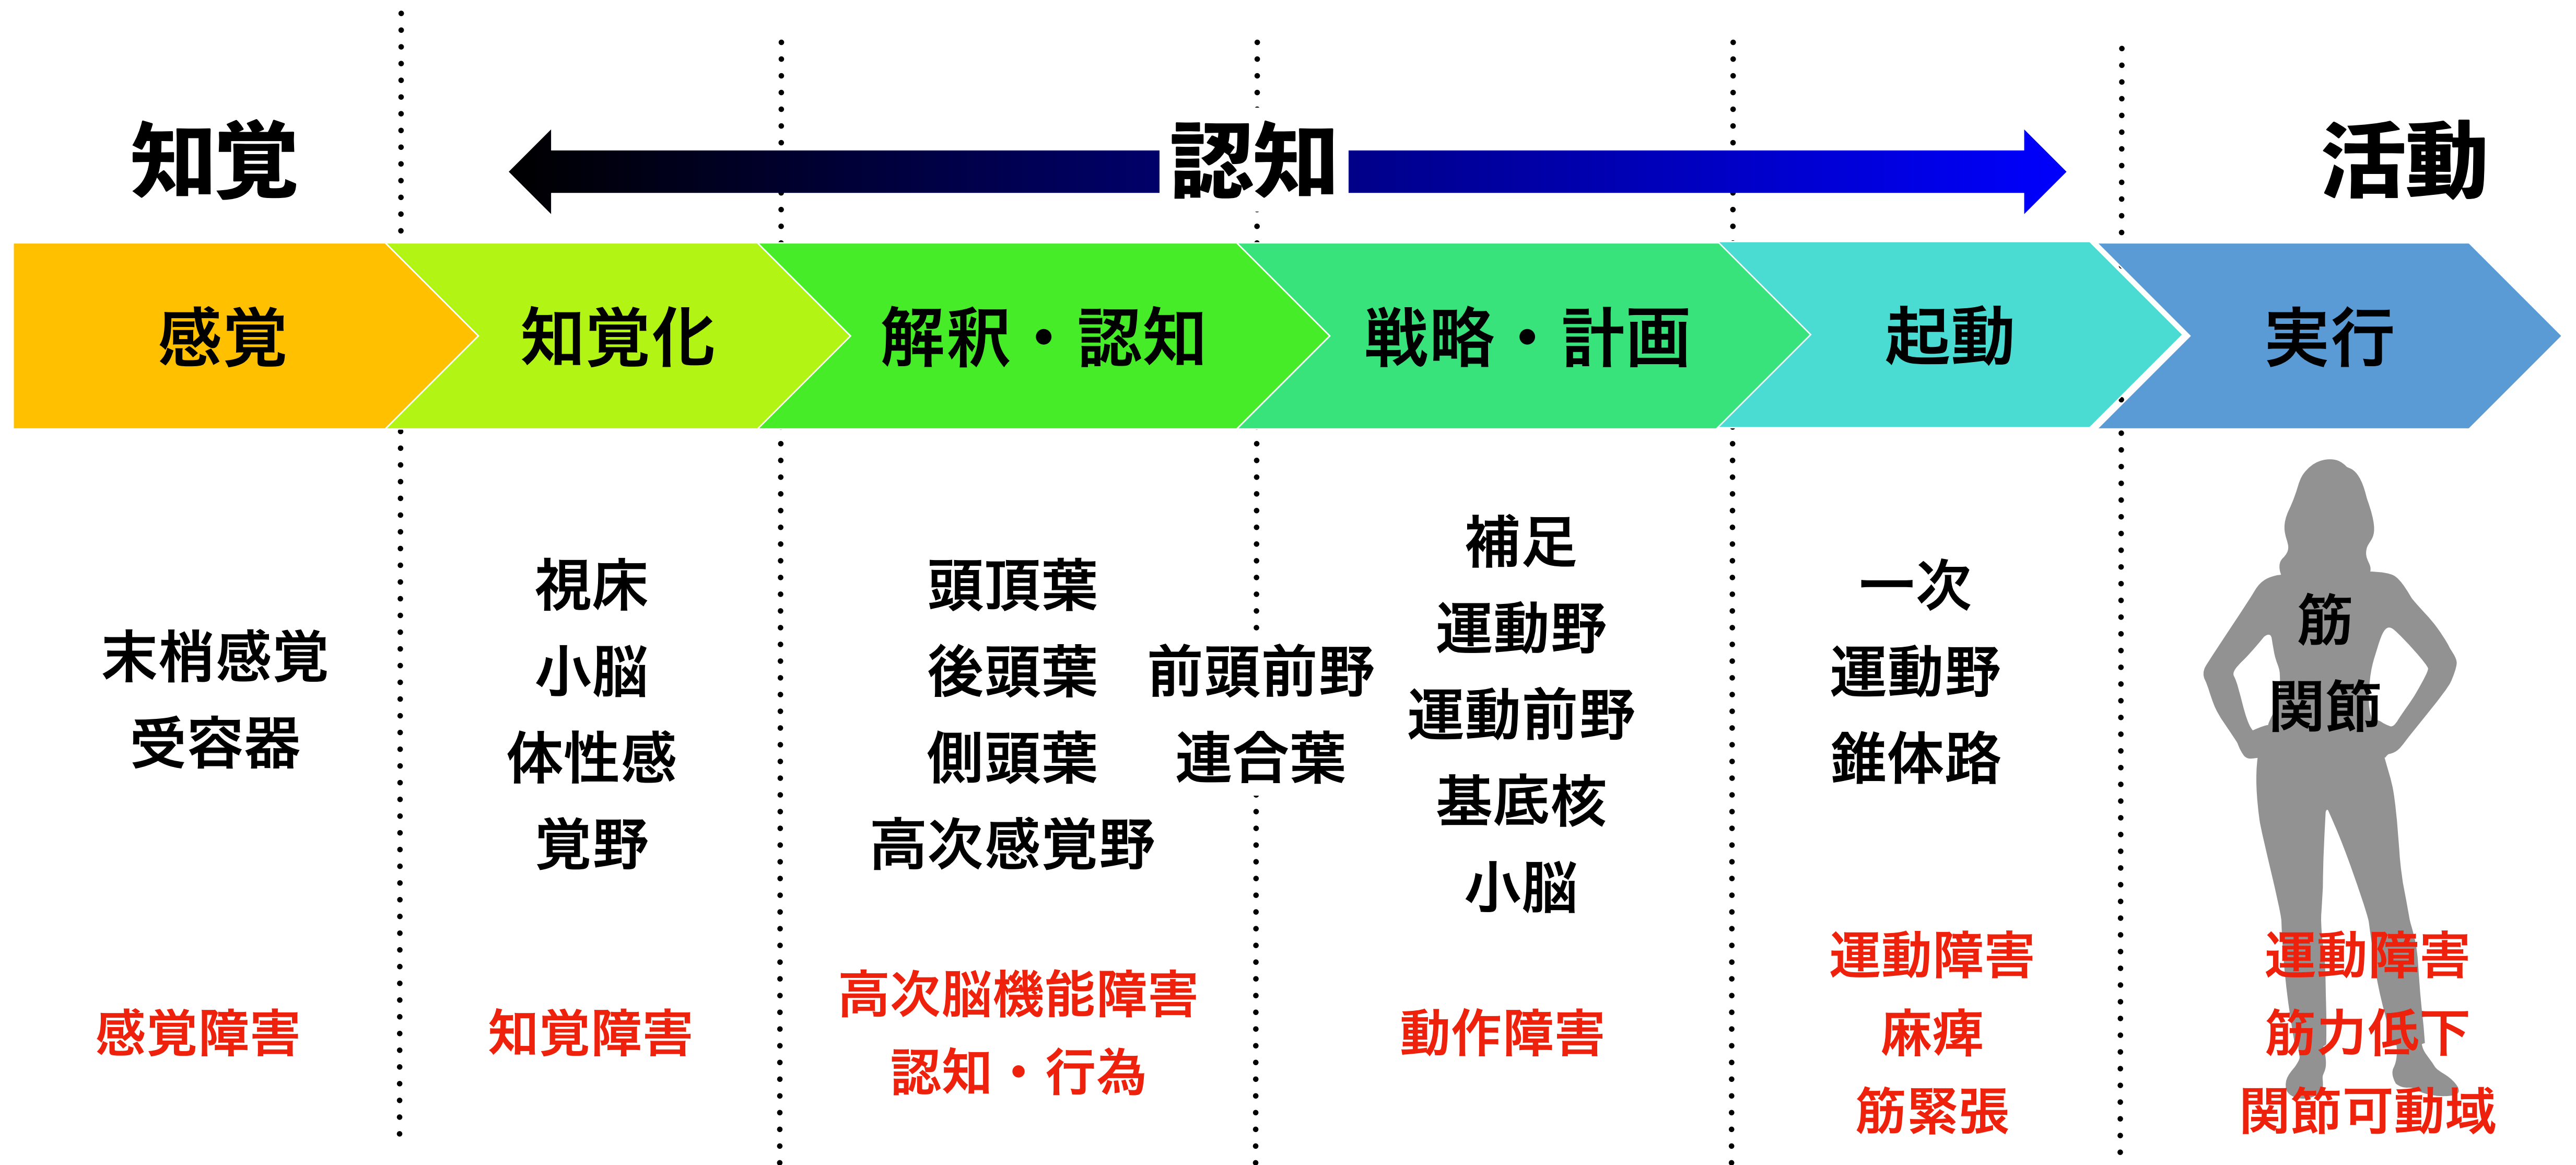 知覚
認知
活動
感覚
知覚化
解釈・認知
戦略・計画
起動
実行
末梢感覚
受容器
視床
小脳
体性感
覚野
頭頂葉
後頭葉
側頭葉
高次感覚野
前頭前野
連合葉
補足
運動野
運動前野
基底核
小脳
一次
運動野
錐体路
筋
関節
感覚障害
知覚障害
高次脳機能障害
認知・行為
動作障害
運動障害
麻痺
筋緊張
運動障害
筋力低下
関節可動域